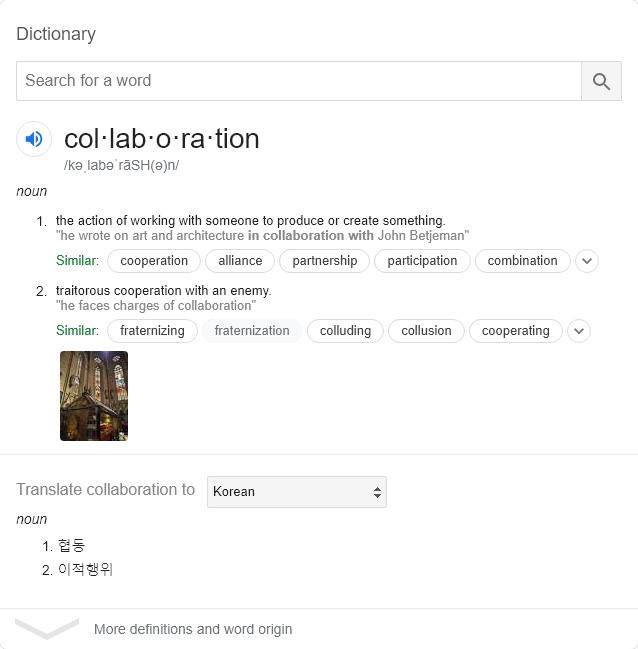 Dictionary
Search for a word
col·lab·o·ra·tion
/kəˌlabəˈrāSH(ə)n/
noun
1. the action of working with someone to produce or create something.
"he wrote on art and architecture in collaboration with John Betjeman"
Similar: cooperation alliance partnership participation combination
2. traitorous cooperation with an enemy.
"he faces charges of collaboration"
Similar: fraternizing fraternization colluding collusion cooperating
Translate collaboration to Korean
noun
1. 협동
2. 이적행위
More definitions and word origin